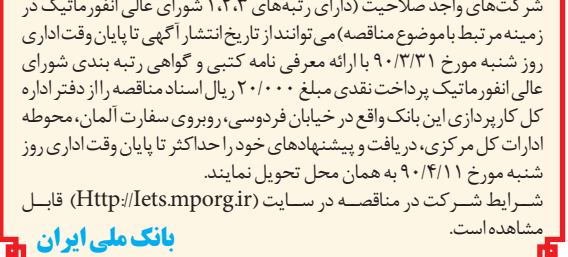 شرکت‌های واجد صلاحیت (دارای رتبه‌های ۱،۲،۳ شورای عالی انفورماتیک در
زمینه مرتبط با موضوع مناقصه) می‌توانند از تاریخ انتشار آگهی تا پایان وقت اداری
روز شنبه مورخ ۹۰/۳/۳۱ با ارائه معرفی نامه کتبی و گواهی رتبه بندی شورای
عالی انفورماتیک پرداخت نقدی مبلغ ۲۰/۰۰۰ ریال اسناد مناقصه را از دفتر اداره
کل کارپردازی این بانک واقع در خیابان فردوسی، روبروی سفارت آلمان، محوطه
ادارات کل مرکزی، دریافت و پیشنهادهای خود را حداکثر تا پایان وقت اداری روز
شنبه مورخ ۹۰/۴/۱۱ به همان محل تحویل نمایند.
شــرایط شــرکت در مناقصــه در ســایت (Http://Iets.mporg.ir) قابــل
مشاهده است.
بانک ملی ایران